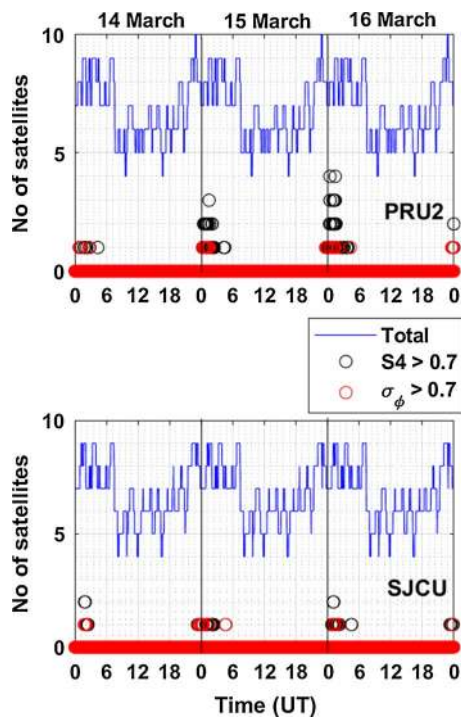 14 March 15 March 16 March
10
5
0
No of satellites
PRU2
0 6 12 18 0 6 12 18 0 6 12 18 0
Total
S4 > 0.7
σϕ > 0.7
10
5
0
No of satellites
SJCU
0 6 12 18 0 6 12 18 0 6 12 18 0
Time (UT)